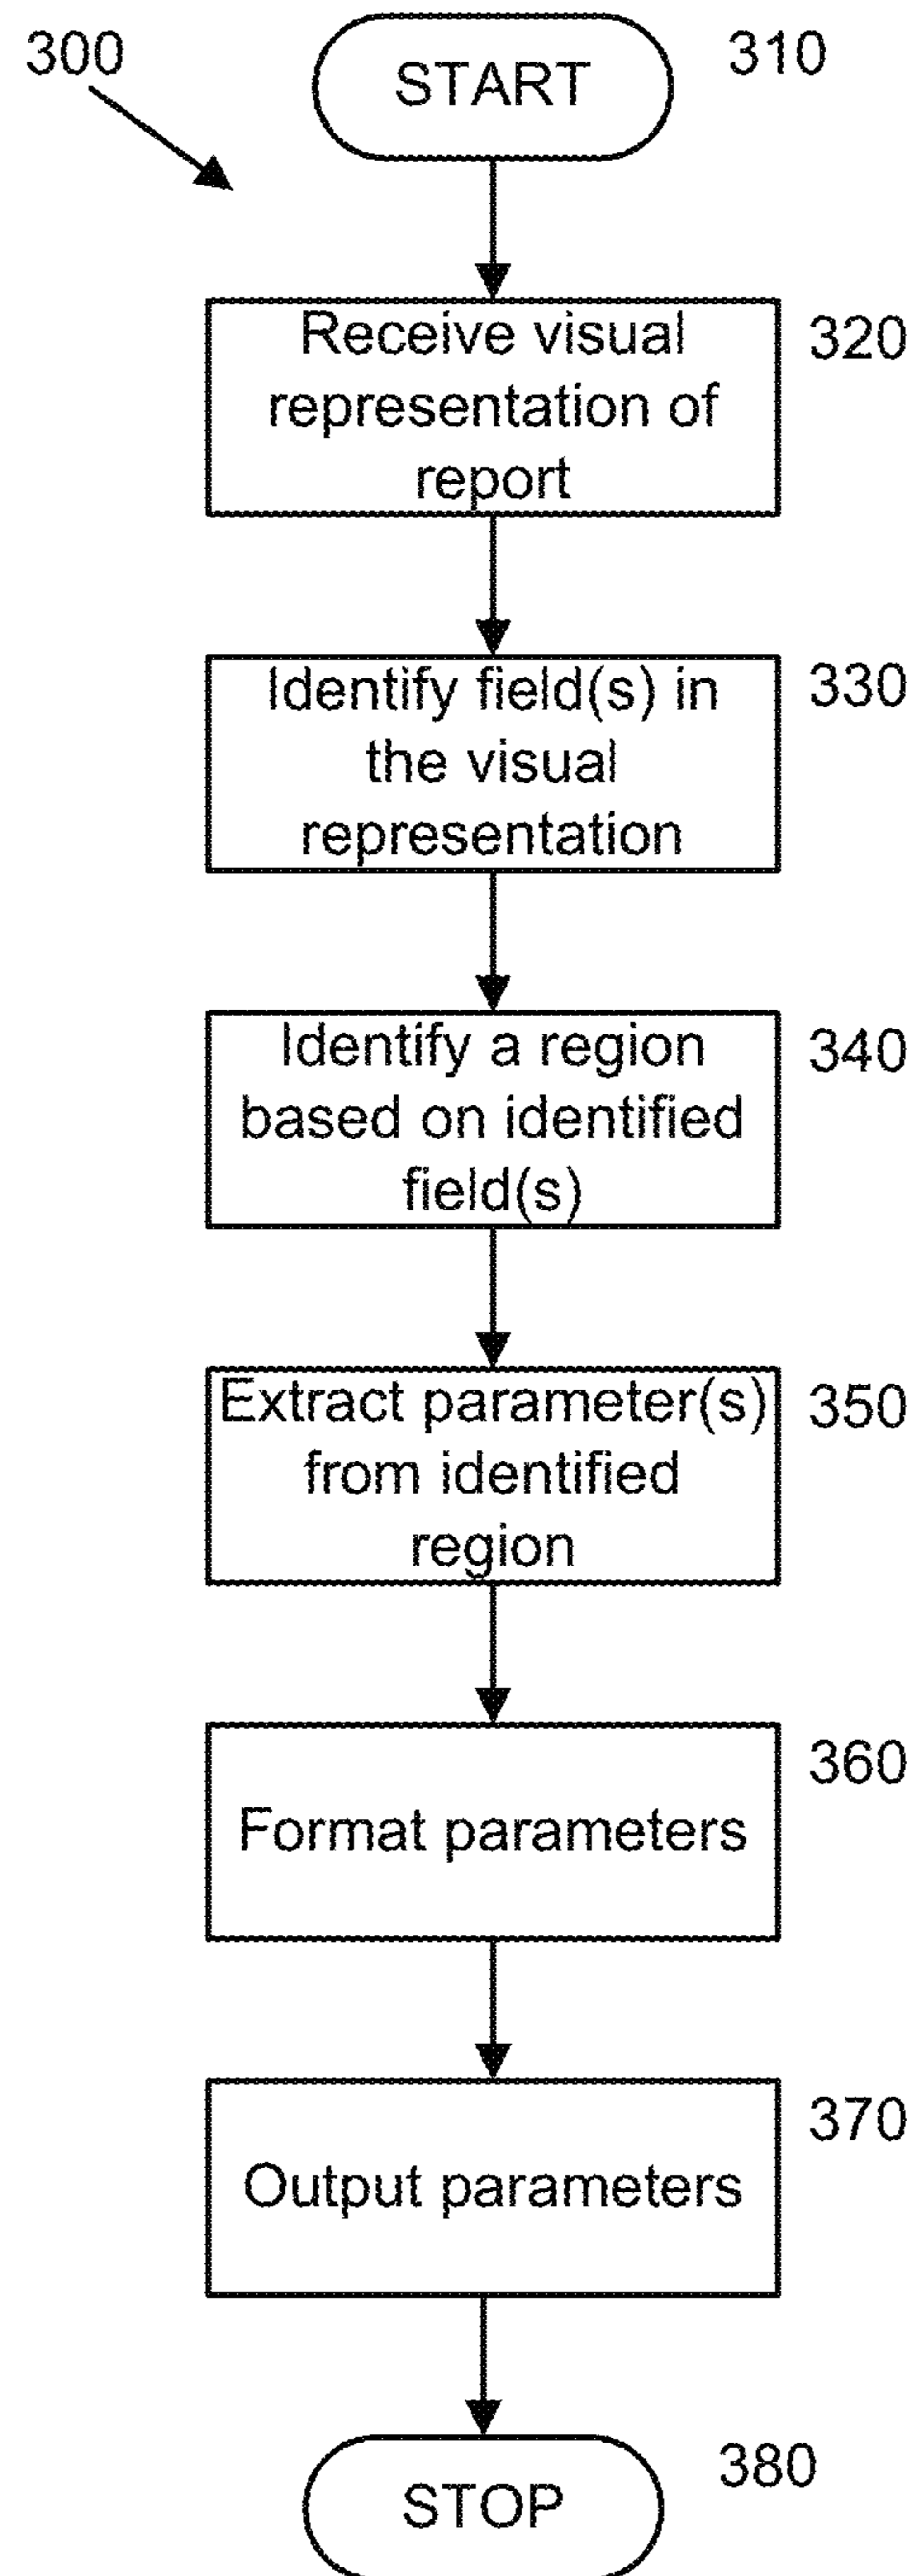 300
START
310
Receive visual
representation of
report
320
Identify field(s) in
the visual
representation
330
Identify a region
based on identified
field(s)
340
Extract parameter(s)
from identified
region
350
Format parameters
360
Output parameters
370
STOP
380